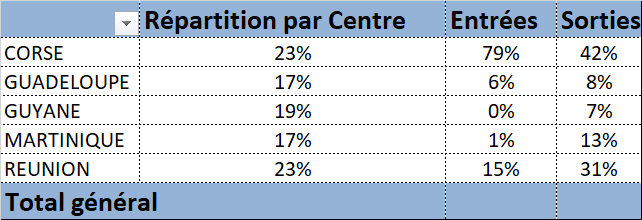 Répartition par Centre Entrées Sorties
CORSE 23% 79% 42%
GUADELOUPE 17% 6% 8%
GUYANE 19% 0% 7%
MARTINIQUE 17% 1% 13%
REUNION 23% 15% 31%
Total général